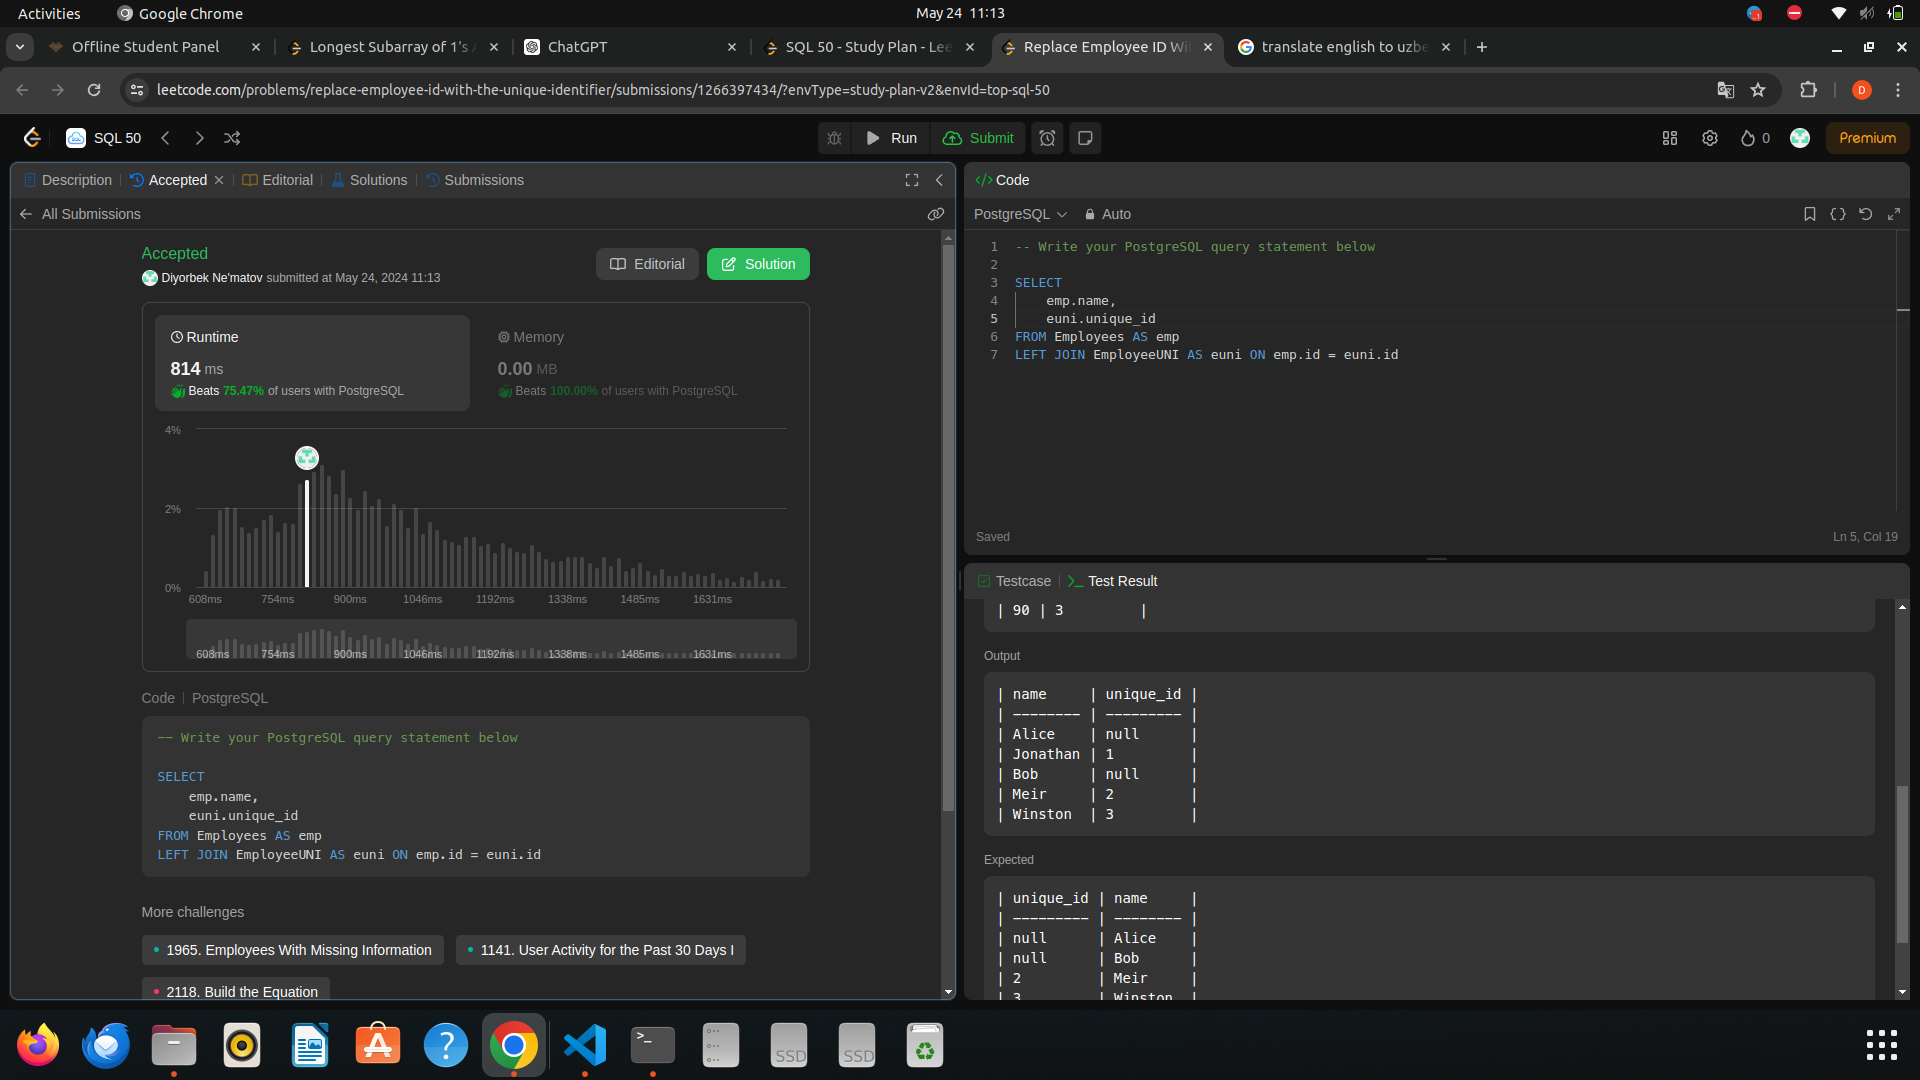 Activities
Google Chrome
May 24  11:13
Offline Student Panel
Longest Subarray of 1's
ChatGPT
SQL 50 - Study Plan - Lee
Replace Employee ID Wi
translate english to uzbe
leetcode.com/problems/replace-employee-id-with-the-unique-identifier/submissions/1266397434/?envType=study-plan-v2&envId=top-sql-50
D
SQL 50
Run
Submit
0
Premium
Description
Accepted
Editorial
Solutions
Submissions
All Submissions
Accepted
Diyorbek Ne'matov submitted at May 24, 2024 11:13
Editorial
Solution
Runtime
814 ms
Beats 75.47% of users with PostgreSQL
Memory
0.00 MB
Beats 100.00% of users with PostgreSQL
4%
2%
0%
608ms 754ms 900ms 1046ms 1192ms 1338ms 1485ms 1631ms
608ms 754ms 900ms 1046ms 1192ms 1338ms 1485ms 1631ms
Code | PostgreSQL
-- Write your PostgreSQL query statement below
SELECT
emp.name,
euni.unique_id
FROM Employees AS emp
LEFT JOIN EmployeeUNI AS euni ON emp.id = euni.id
More challenges
1965. Employees With Missing Information
1141. User Activity for the Past 30 Days I
2118. Build the Equation
Code
PostgreSQL
Auto
1 -- Write your PostgreSQL query statement below
2
3 SELECT
4 emp.name,
5 euni.unique_id
6 FROM Employees AS emp
7 LEFT JOIN EmployeeUNI AS euni ON emp.id = euni.id
Saved
Ln 5, Col 19
Testcase
Test Result
| 90 | 3         |
Output
| name     | unique_id |
| -------- | --------- |
| Alice    | null      |
| Jonathan | 1         |
| Bob      | null      |
| Meir     | 2         |
| Winston  | 3         |
Expected
| unique_id | name     |
| --------- | -------- |
| null      | Alice    |
| null      | Bob      |
| 2         | Meir     |
| 3         | Winston  |
SSD
SSD